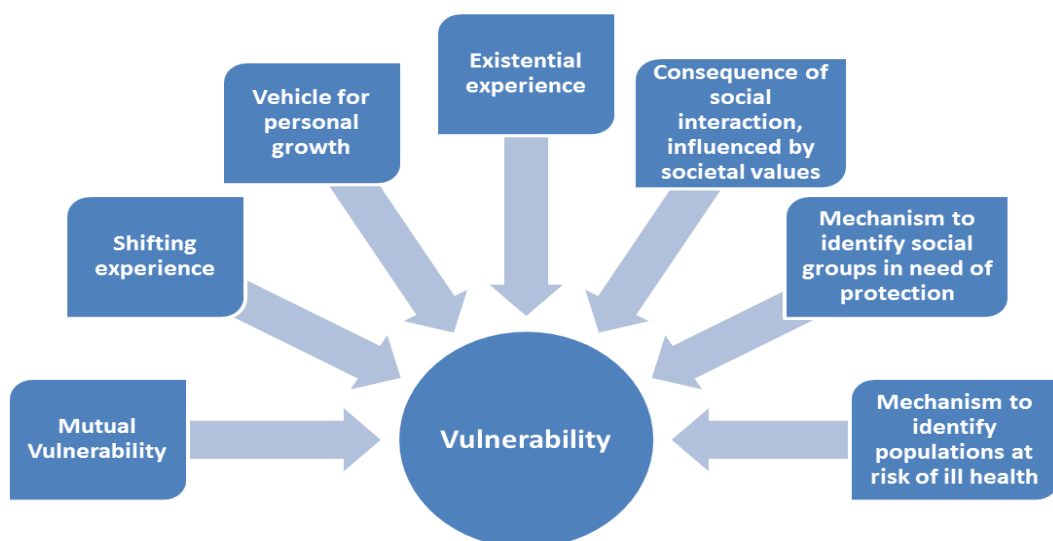 Existential
experience
Consequence of
social
interaction,
influenced by
societal values
Vehicle for
personal
growth
Shifting
experience
Mechanism to
identify social
groups in need of
protection
Mutual
Vulnerability
Vulnerability
Mechanism to
identify
populations at
risk of ill health